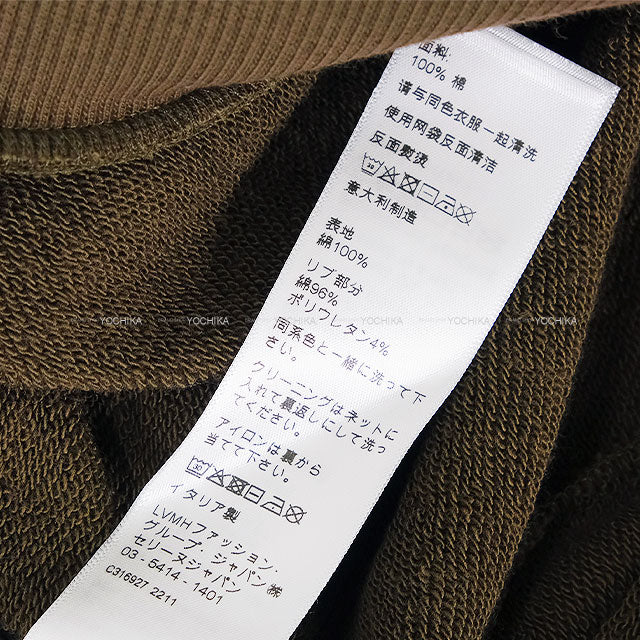 面料
100% 棉
请与同色衣服一起清洗
使用网袋反面清洁
反面熨烫
意大利制造
表地
綿100%
リブ部分
綿96%
ポリウレタン4%
同系色と一緒に洗って下
さい。
クリーニングはネットに
入れて裏返しにして洗っ
てください。
アイロンは裏から
当てて下さい。
イタリア製
LVMHファッション・
グループ・ジャパン㈱
セリーヌジャパン
03-5414-1401
C316927 2211
YOCHIKA YOCHIKA YOCHIKA YOCHIKA